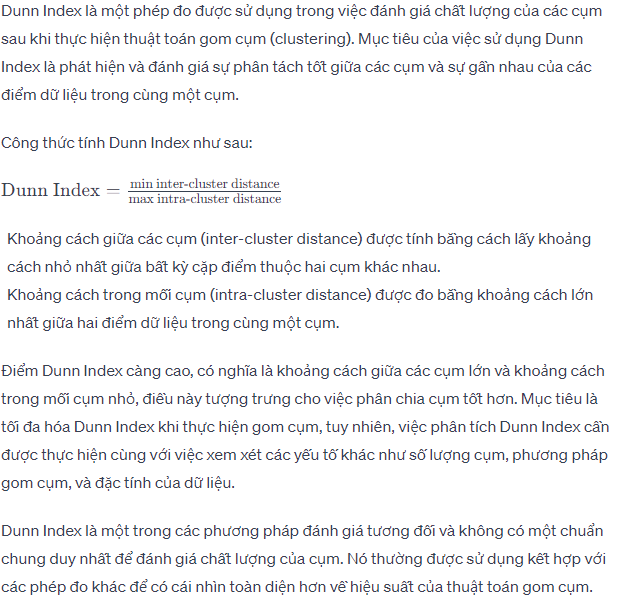 Dunn Index là một phép đo được sử dụng trong việc đánh giá chất lượng của các cụm
sau khi thực hiện thuật toán gom cụm (clustering). Mục tiêu của việc sử dụng Dunn
Index là phát hiện và đánh giá sự phân tách tốt giữa các cụm và sự gần nhau của các
điểm dữ liệu trong cùng một cụm.
Công thức tính Dunn Index như sau:
Dunn Index = min inter-cluster distance / max intra-cluster distance
Khoảng cách giữa các cụm (inter-cluster distance) được tính bằng cách lấy khoảng
cách nhỏ nhất giữa bất kỳ cặp điểm thuộc hai cụm khác nhau.
Khoảng cách trong mỗi cụm (intra-cluster distance) được đo bằng khoảng cách lớn
nhất giữa hai điểm dữ liệu trong cùng một cụm.
Điểm Dunn Index càng cao, có nghĩa là khoảng cách giữa các cụm lớn và khoảng cách
trong mỗi cụm nhỏ, điều này tượng trưng cho việc phân chia cụm tốt hơn. Mục tiêu là
tối đa hóa Dunn Index khi thực hiện gom cụm, tuy nhiên, việc phân tích Dunn Index cần
được thực hiện cùng với việc xem xét các yếu tố khác như số lượng cụm, phương pháp
gom cụm, và đặc tính của dữ liệu.
Dunn Index là một trong các phương pháp đánh giá tương đối và không có một chuẩn
chung duy nhất để đánh giá chất lượng của cụm. Nó thường được sử dụng kết hợp với
các phép đo khác để có cái nhìn toàn diện hơn về hiệu suất của thuật toán gom cụm.